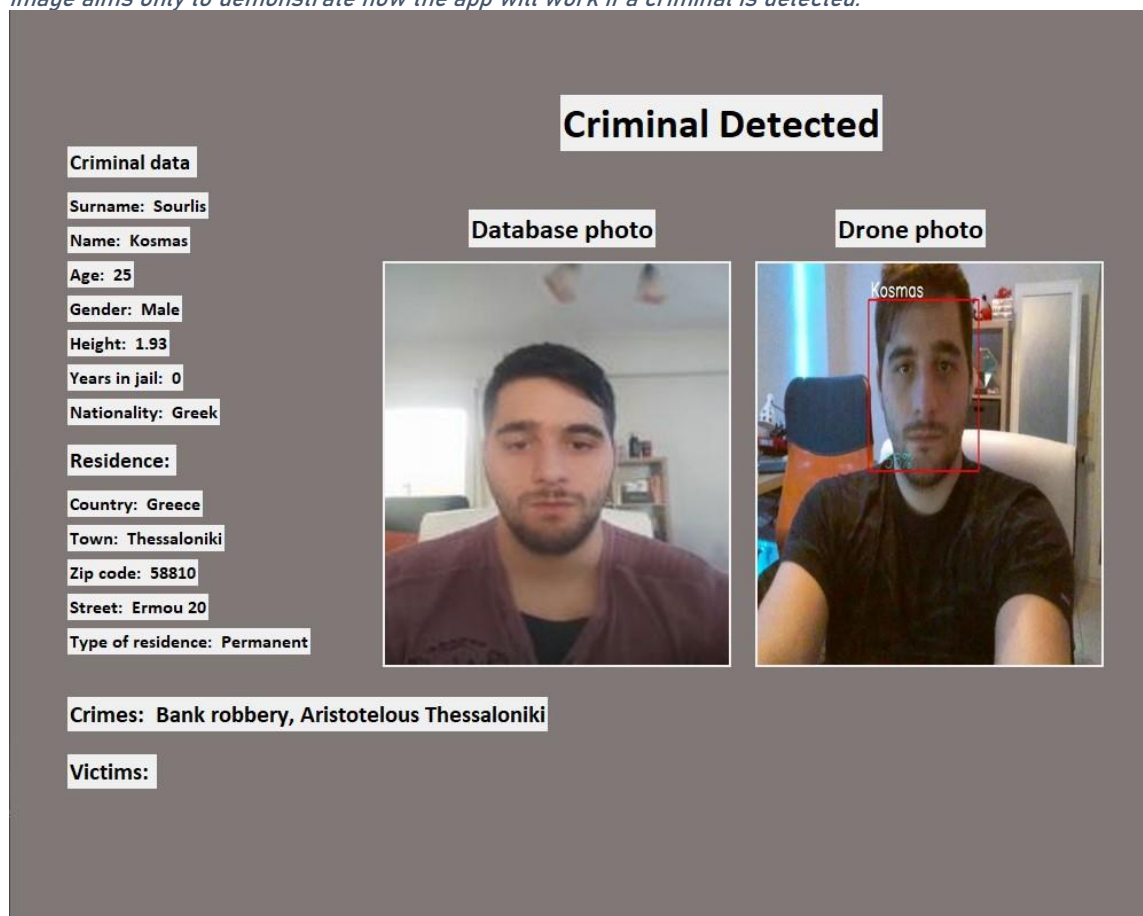 image aims only to demonstrate how the app will work if a criminal is detected.
Criminal Detected
Criminal data
Surname: Sourlis
Name: Kosmas
Age: 25
Gender: Male
Height: 1.93
Years in jail: 0
Nationality: Greek
Residence:
Country: Greece
Town: Thessaloniki
Zip code: 58810
Street: Ermou 20
Type of residence: Permanent
Database photo
Drone photo
Kosmas
Crimes: Bank robbery, Aristotelous Thessaloniki
Victims: